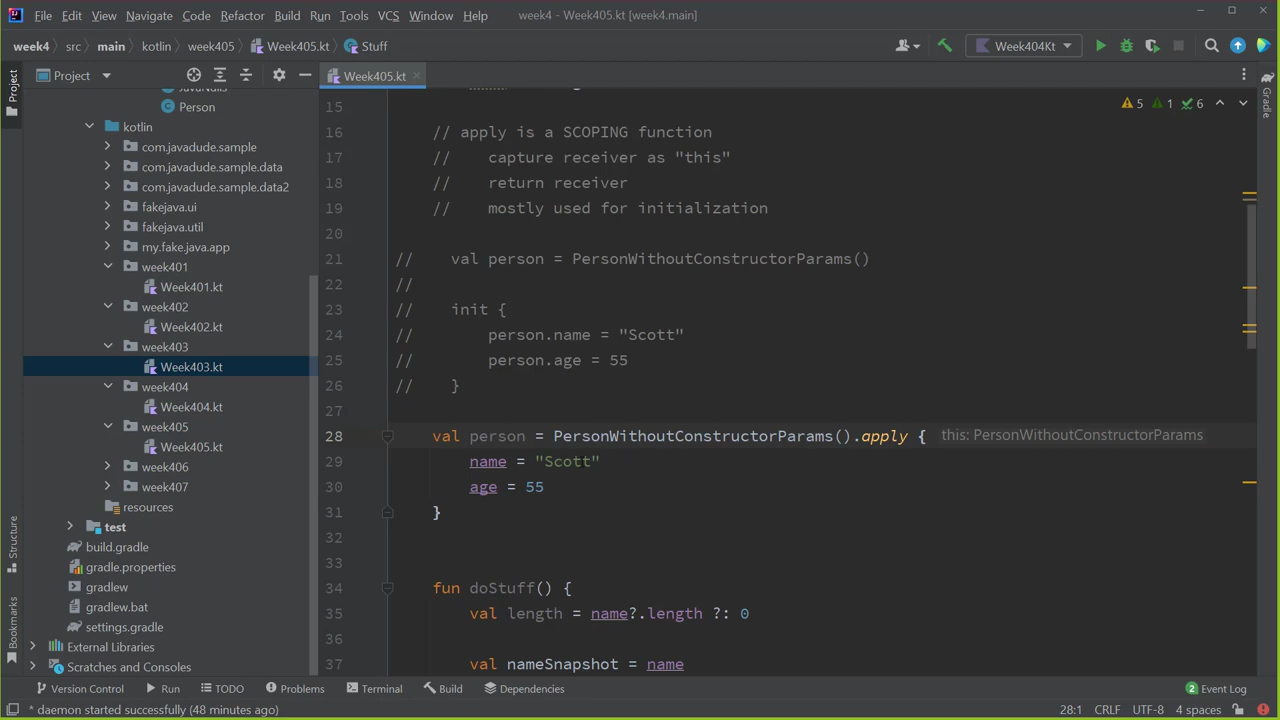 File Edit View Navigate Code Refactor Build Run Tools VCS Window Help week4 - Week405.kt [week4.main]
week4 src main kotlin week405 Week405.kt Stuff Week404Kt
Project Week405.kt
Project
Gradle
Structure
Bookmarks
Person
kotlin
com.javadude.sample
com.javadude.sample.data
com.javadude.sample.data2
fakejava.ui
fakejava.util
my.fake.java.app
week401
Week401.kt
week402
Week402.kt
week403
Week403.kt
week404
Week404.kt
week405
Week405.kt
week406
week407
resources
test
build.gradle
gradle.properties
gradlew
gradlew.bat
settings.gradle
External Libraries
Scratches and Consoles
5 1 6
15
16 // apply is a SCOPING function
17 // capture receiver as "this"
18 // return receiver
19 // mostly used for initialization
20
21 // val person = PersonWithoutConstructorParams()
22 //
23 // init {
24 // person.name = "Scott"
25 // person.age = 55
26 // }
27
28 val person = PersonWithoutConstructorParams().apply { this: PersonWithoutConstructorParams
29 name = "Scott"
30 age = 55
31 }
32
33
34 fun doStuff() {
35 val length = name?.length ?: 0
36
37 val nameSnapshot = name
Version Control Run TODO Problems Terminal Build Dependencies 2 Event Log
* daemon started successfully (48 minutes ago) 28:1 CRLF UTF-8 4 spaces